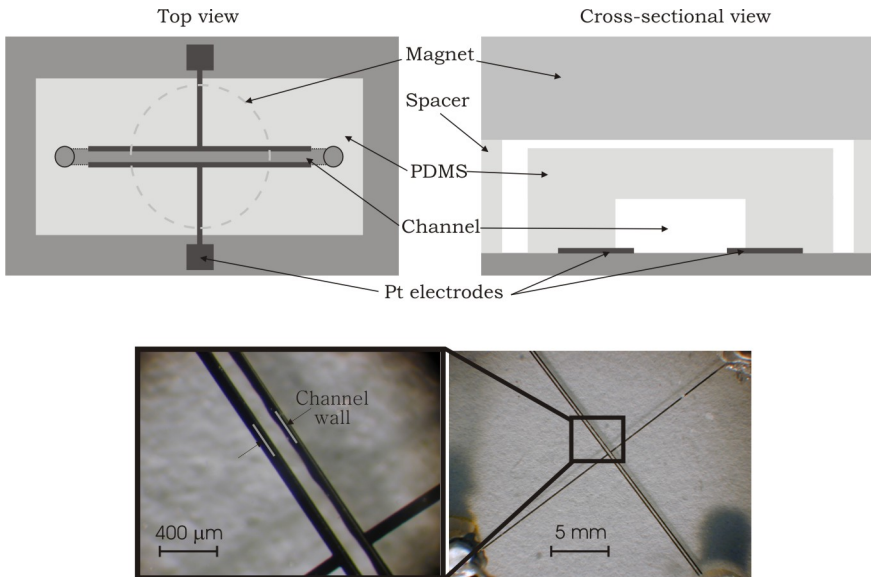 Top view
Cross-sectional view
Magnet
Spacer
PDMS
Channel
Pt electrodes
Channel
wall
400 μm
5 mm